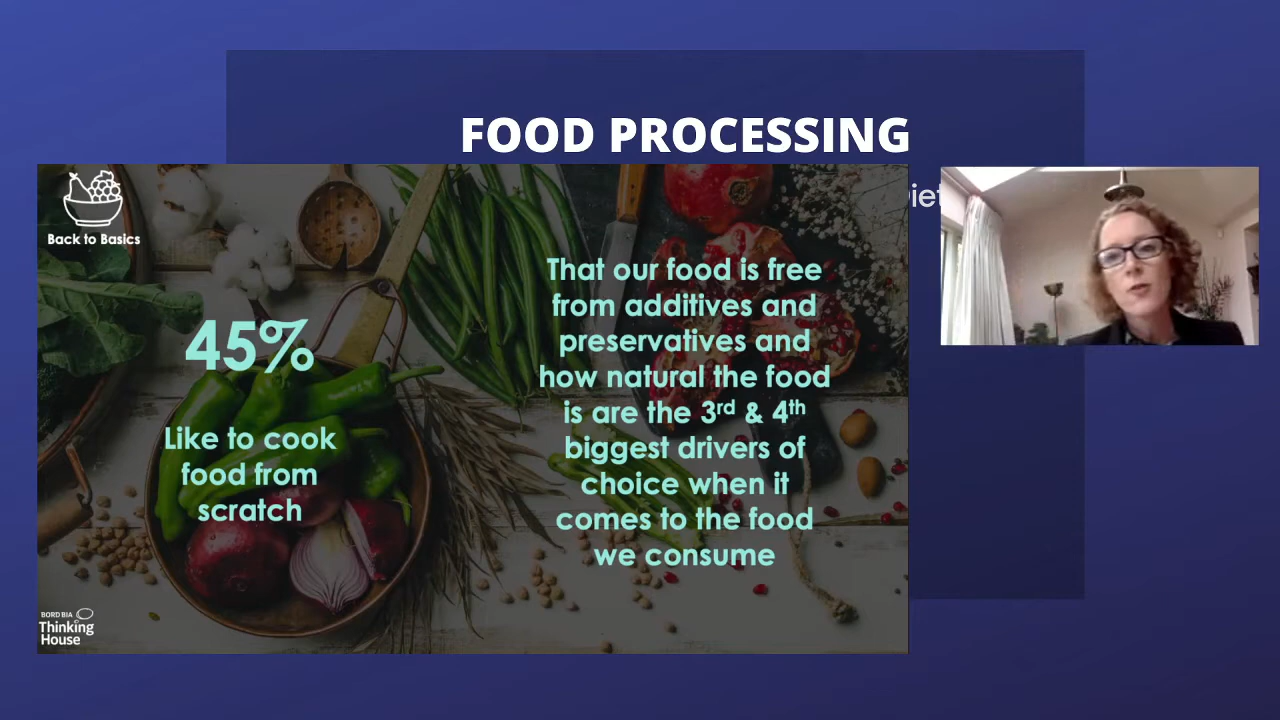 FOOD PROCESSING
Back to Basics
45%
Like to cook
food from
scratch
That our food is free
from additives and
preservatives and
how natural the food
is are the 3rd & 4th
biggest drivers of
choice when it
comes to the food
we consume
BORD BIA
Thinking
House